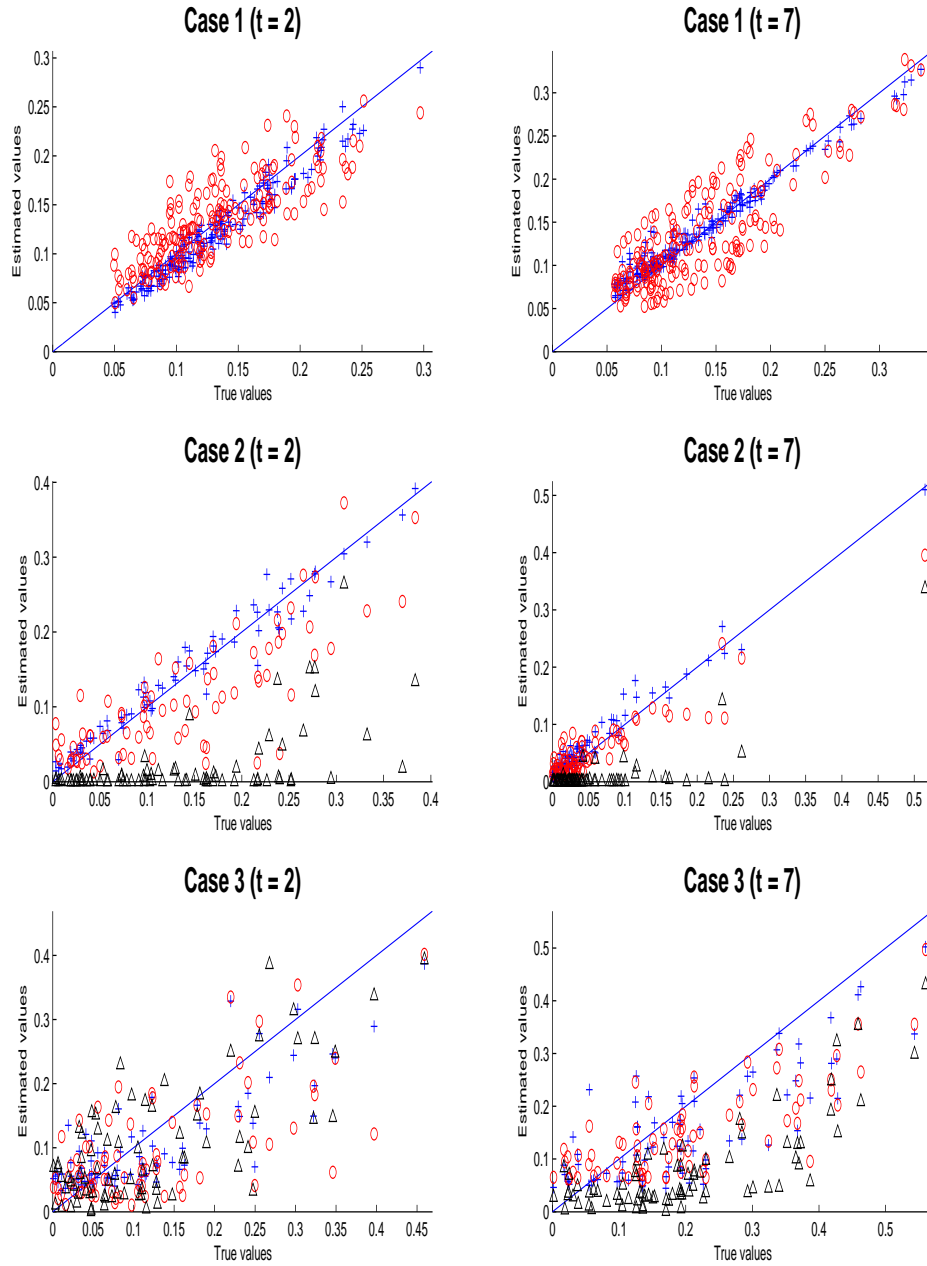 Case 1 (t = 2)
Estimated values
0.3
0.25
0.2
0.15
0.1
0.05
0
0 0.05 0.1 0.15 0.2 0.25 0.3
True values
Case 1 (t = 7)
Estimated values
0.3
0.25
0.2
0.15
0.1
0.05
0
0 0.05 0.1 0.15 0.2 0.25 0.3
True values
Case 2 (t = 2)
Estimated values
0.4
0.3
0.2
0.1
0
0 0.05 0.1 0.15 0.2 0.25 0.3 0.35 0.4
True values
Case 2 (t = 7)
Estimated values
0.5
0.4
0.3
0.2
0.1
0
0 0.05 0.1 0.15 0.2 0.25 0.3 0.35 0.4 0.45 0.5
True values
Case 3 (t = 2)
Estimated values
0.4
0.3
0.2
0.1
0
0 0.05 0.1 0.15 0.2 0.25 0.3 0.35 0.4 0.45
True values
Case 3 (t = 7)
Estimated values
0.5
0.4
0.3
0.2
0.1
0
0 0.1 0.2 0.3 0.4 0.5
True values